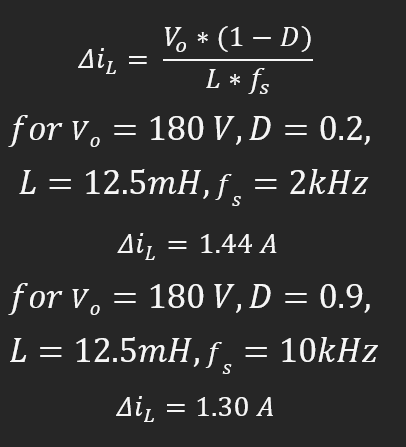 Δi_L = V_o * (1 − D) / L * f_s
for v_o = 180 V, D = 0.2,
L = 12.5mH, f_s = 2kHz
Δi_L = 1.44 A
for v_o = 180 V, D = 0.9,
L = 12.5mH, f_s = 10kHz
Δi_L = 1.30 A